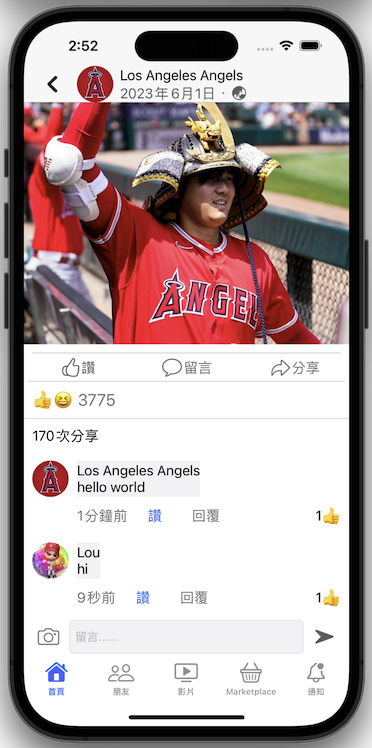 2:52
Los Angeles Angels
2023年6月1日 ·
ANGEL
讚 留言 分享
3775
170次分享
Los Angeles Angels
hello world
1分鐘前 讚 回覆 1
Lou
hi
9秒前 讚 回覆 1
留言......
首頁 朋友 影片 Marketplace 通知